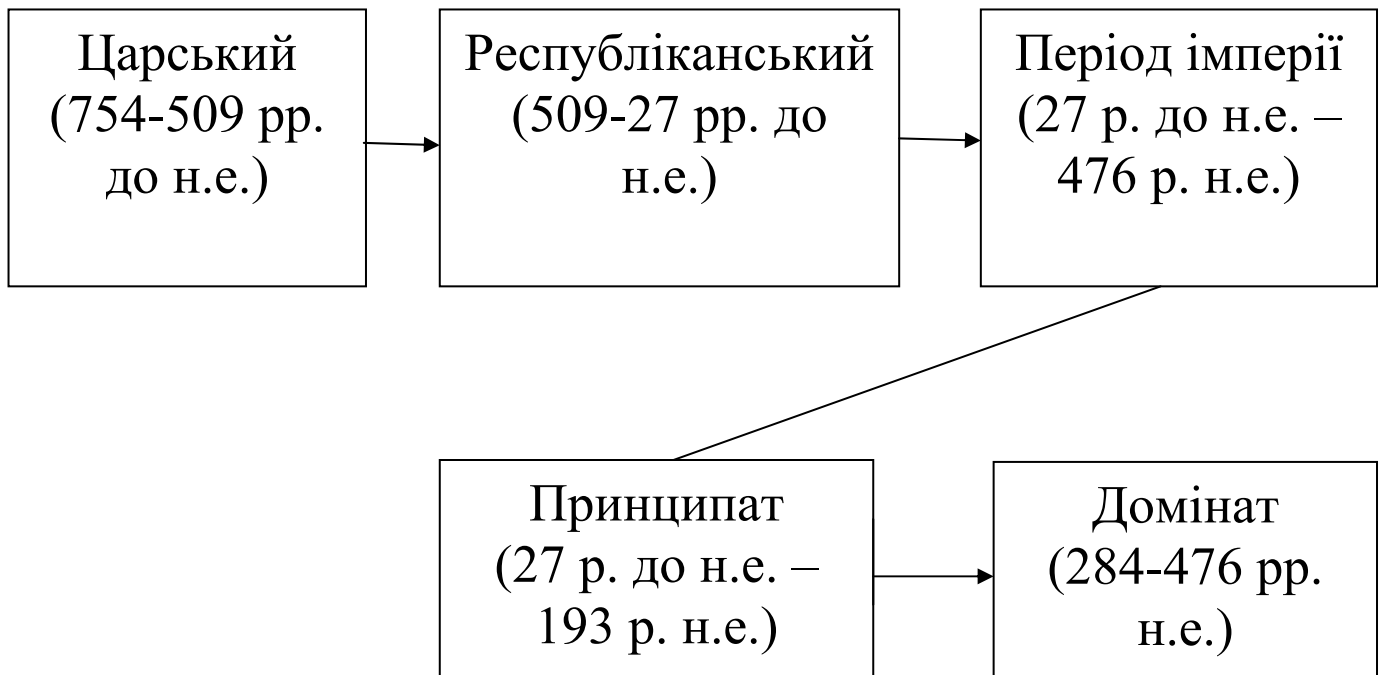 Царський
(754-509 рр.
до н.е.)
Республіканський
(509-27 рр. до
н.е.)
Період імперії
(27 р. до н.е. –
476 р. н.е.)
Принципат
(27 р. до н.е. –
193 р. н.е.)
Домінат
(284-476 рр.
н.е.)